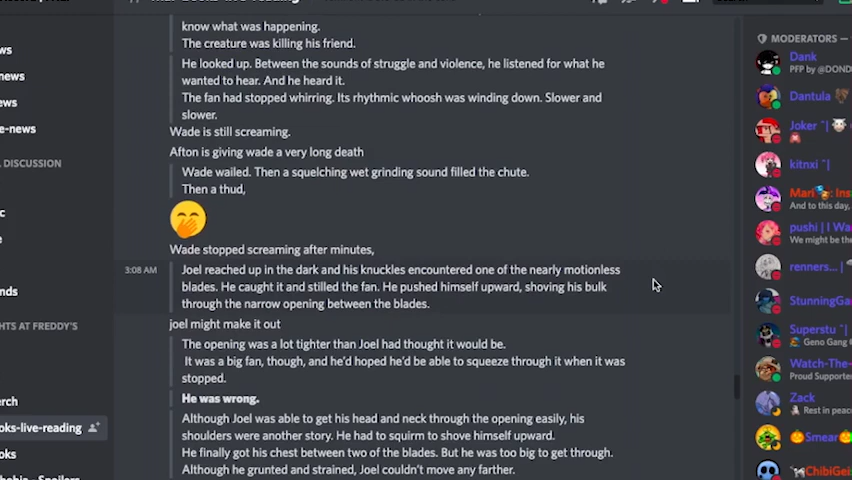 know what was happening.
The creature was killing his friend.
He looked up. Between the sounds of struggle and violence, he listened for what he
wanted to hear. And he heard it.
The fan had stopped whirring. Its rhythmic whoosh was winding down. Slower and
slower.
Wade is still screaming.
Afton is giving wade a very long death
Wade wailed. Then a squelching wet grinding sound filled the chute.
Then a thud,
Wade stopped screaming after minutes,
3:08 AM
Joel reached up in the dark and his knuckles encountered one of the nearly motionless
blades. He caught it and stilled the fan. He pushed himself upward, shoving his bulk
through the narrow opening between the blades.
joel might make it out
The opening was a lot tighter than Joel had thought it would be.
It was a big fan, though, and he'd hoped he'd be able to squeeze through it when it was
stopped.
He was wrong.
Although Joel was able to get his head and neck through the opening easily, his
shoulders were another story. He had to squirm to shove himself upward.
He finally got his chest between two of the blades. But he was too big to get through.
Although he grunted and strained, Joel couldn't move any farther.
ws
news
ws
e-news
DISCUSSION
nds
HTS AT FREDDY'S
erch
oks-live-reading
oks
MODERATORS —
Dank
PFP by @DOND
Dantula
Joker ~|
kitnxi ~|
Mari
Ins
And to this day,
pushi | I Wa
We might be the
renners...|
StunningGa
Superstu ~|
Geno Gang
Watch-The-
Proud Supporte
Zack
Rest in peac
Smear
ChibiGeis